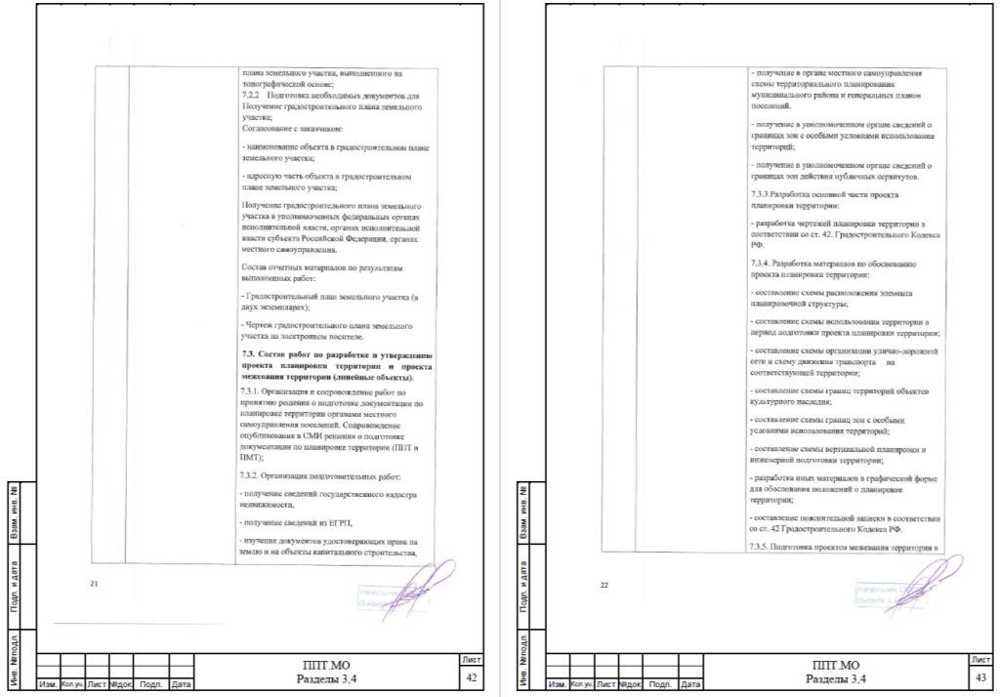 плана земельного участка, выполненного на
топографической основе;
7.2.2 Подготовка необходимых документов для
Получение градостроительного плана земельного
участка;
Согласование с заказчиком:
- наименование объекта в градостроительном плане
земельного участка;
- адресную часть объекта в градостроительном
плане земельного участка;
Получение градостроительного плана земельного
участка в уполномоченных федеральных органах
исполнительной власти, органах исполнительной
власти субъекта Российской Федерации, органах
местного самоуправления.
Состав отчетных материалов по результатам
выполненных работ:
- Градостроительный план земельного участка (в
двух экземплярах);
- Чертеж градостроительного плана земельного
участка на электронном носителе.
7.3. Состав работ по разработке и утверждению
проекта планировки территории и проекта
межевания территории (линейные объекты).
7.3.1. Организация и сопровождение работ по
принятию решения о подготовке документации по
планировке территории органами местного
самоуправления поселений. Сопровождение
опубликования в СМИ решения о подготовке
документации по планировке территории (ППТ и
ПМТ);
7.3.2. Организация подготовительных работ:
- получение сведений государственного кадастра
недвижимости,
- получение сведений из ЕГРП,
- изучение документов удостоверяющих права на
землю и на объекты капитального строительства,
21
Взам. инв. №
Подп. и дата
Инв. №подл.
Изм. Кол.уч. Лист №док Подп. Дата
ППТ.МО
Разделы 3,4
Лист
42
- получение в органе местного самоуправления
схемы территориального планирования
муниципального района и генеральных планов
поселений.
- получение в уполномоченном органе сведений о
границах зон с особыми условиями использования
территорий;
- получение в уполномоченном органе сведений о
границах зон действия публичных сервитутов.
7.3.3.Разработка основной части проекта
планировки территории:
- разработка чертежей планировки территории в
соответствии со ст. 42. Градостроительного Кодекса
РФ.
7.3.4. Разработка материалов по обоснованию
проекта планировки территории:
- составление схемы расположения элемента
планировочной структуры;
- составление схемы использования территории в
период подготовки проекта планировки территории;
- составление схемы организации улично-дорожной
сети и схему движения транспорта на
соответствующей территории;
- составление схемы границ территорий объектов
культурного наследия;
- составление схемы границ зон с особыми
условиями использования территорий;
- составление схемы вертикальной планировки и
инженерной подготовки территории;
- разработка иных материалов в графической форме
для обоснования положений о планировке
территории;
- составление пояснительной записки в соответствии
со ст. 42 Градостроительного Кодекса РФ.
7.3.5. Подготовка проектов межевания территории в
22
Взам. инв. №
Подп. и дата
Инв. №подл.
Изм. Кол.уч. Лист №док Подп. Дата
ППТ.МО
Разделы 3,4
Лист
43